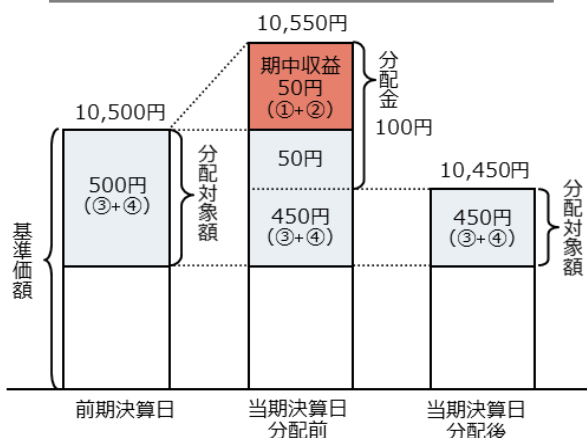 10,550円
期中収益
50円
(①+②)
分配金
100円
10,500円
500円
(③+④)
分配対象額
50円
450円
(③+④)
10,450円
450円
(③+④)
分配対象額
基準価額
前期決算日
当期決算日
分配前
当期決算日
分配後